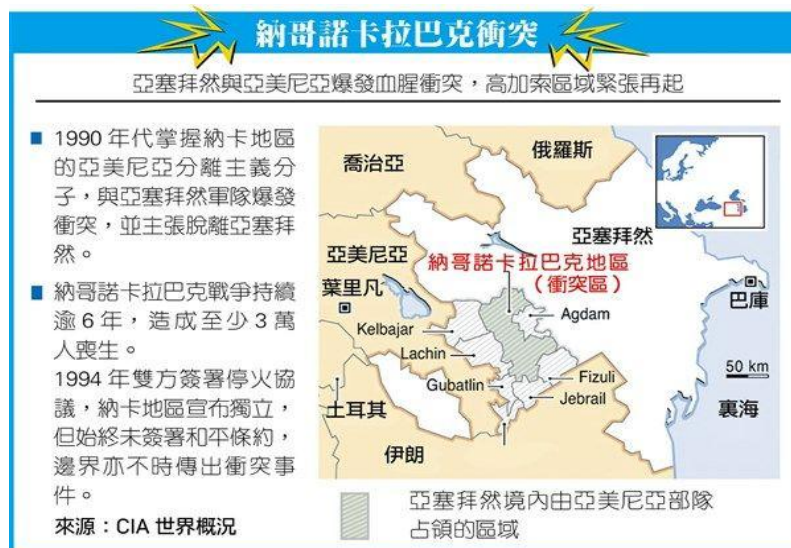 納哥諾卡拉巴克衝突
亞塞拜然與亞美尼亞爆發血腥衝突，高加索區域緊張再起
■ 1990 年代掌握納卡地區
的亞美尼亞分離主義分
子，與亞塞拜然軍隊爆發
衝突，並主張脫離亞塞拜
然。
■ 納哥諾卡拉巴克戰爭持續
逾6年，造成至少3萬
人喪生。
1994 年雙方簽署停火協
議，納卡地區宣布獨立，
但始終未簽署和平條約，
邊界亦不時傳出衝突事
件。
來源：CIA 世界概況
喬治亞
俄羅斯
亞塞拜然
亞美尼亞
納哥諾卡拉巴克地區
（衝突區）
葉里凡
巴庫
Agdam
Kelbajar
Lachin
50 km
Gubatlin
Fizuli
Jebrail
土耳其
裏海
伊朗
亞塞拜然境內由亞美尼亞部隊
占領的區域